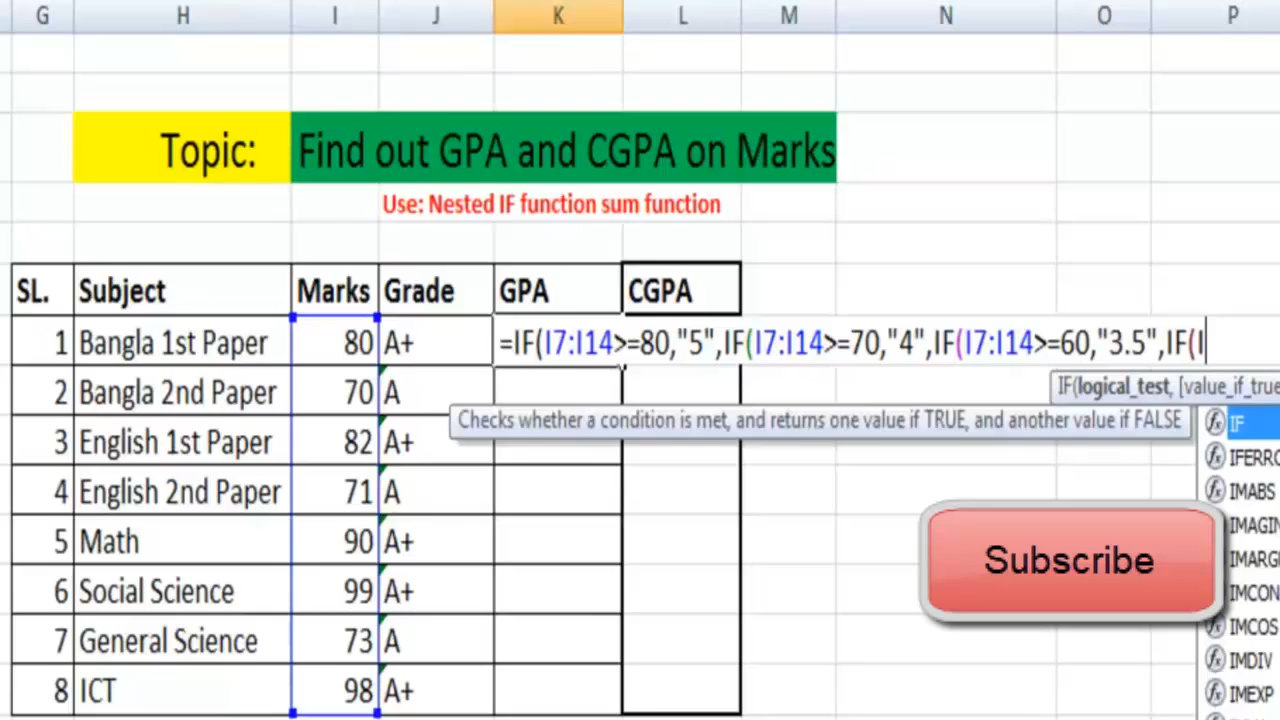 G H I J K L M N O P
Topic: Find out GPA and CGPA on Marks
Use: Nested IF function sum function
SL. Subject Marks Grade GPA CGPA
1 Bangla 1st Paper 80 A+ =IF(I7:I14>=80,"5",IF(I7:I14>=70,"4",IF(I7:I14>=60,"3.5",IF(I
IF(logical_test, [value_if_true
2 Bangla 2nd Paper 70 A
Checks whether a condition is met, and returns one value if TRUE, and another value if FALSE
IF
3 English 1st Paper 82 A+
IFERRO
4 English 2nd Paper 71 A
IMABS
IMAGIN
5 Math 90 A+
IMARG
Subscribe
6 Social Science 99 A+
IMCON
IMCOS
7 General Science 73 A
IMDIV
8 ICT 98 A+
IMEXP